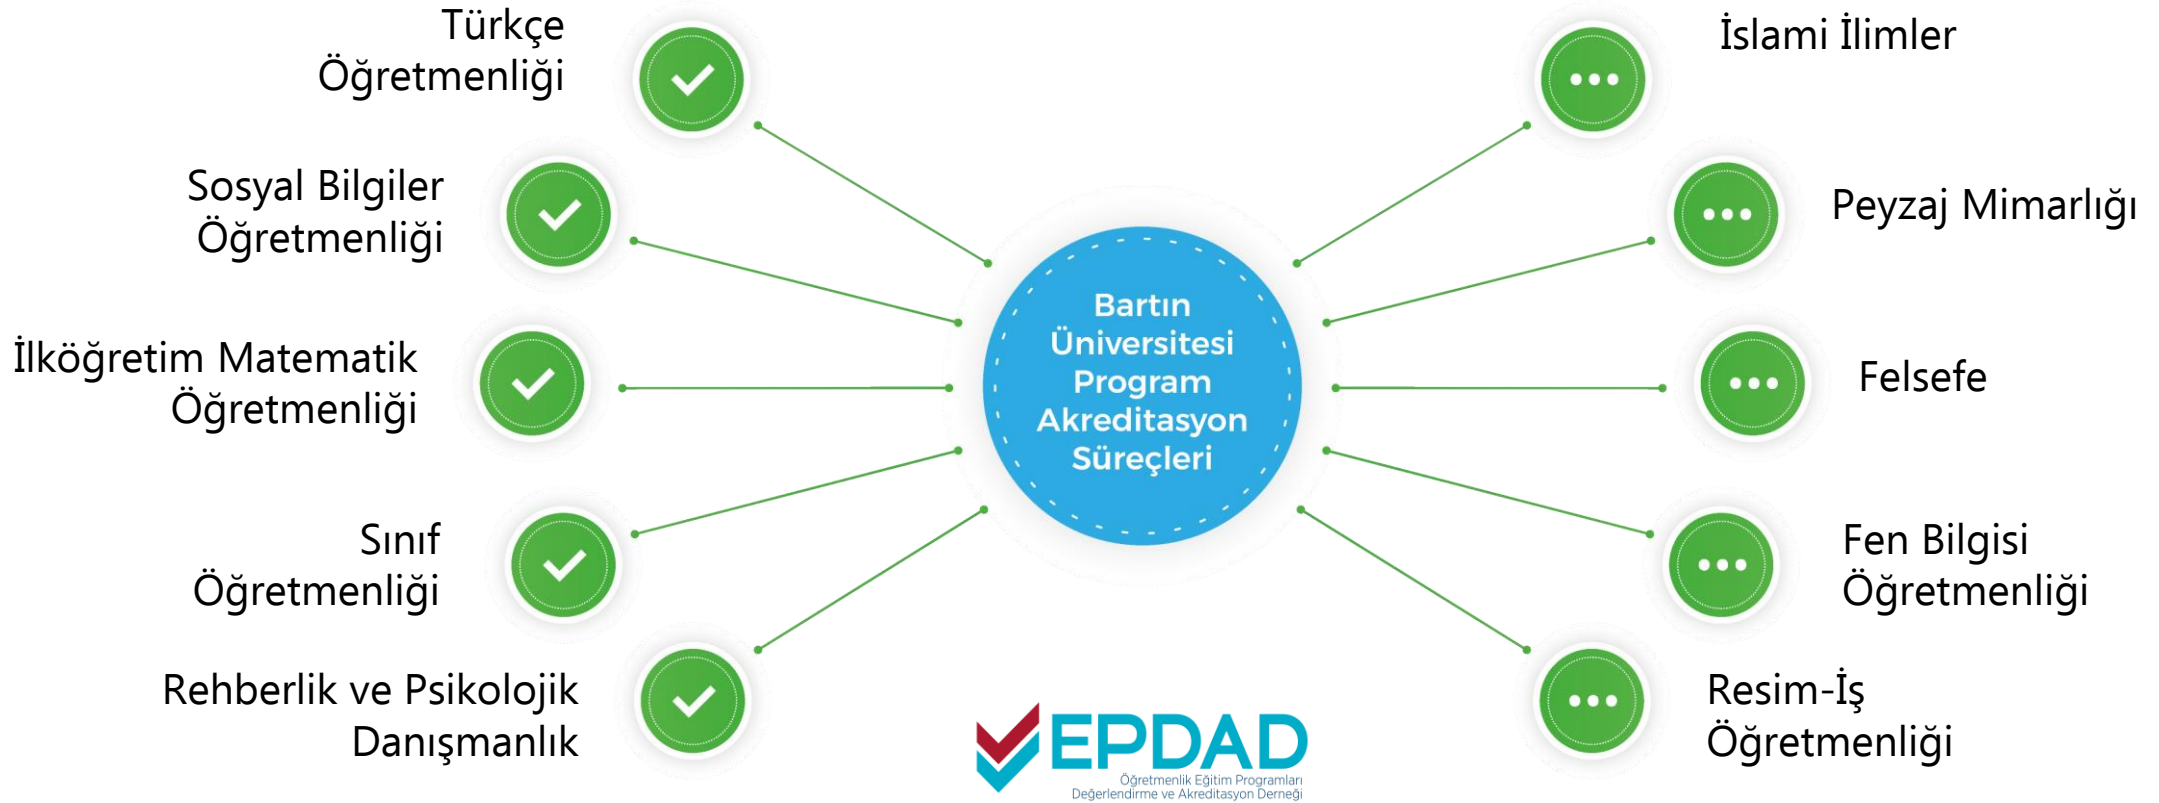 Türkçe
Öğretmenliği
Sosyal Bilgiler
Öğretmenliği
İlköğretim Matematik
Öğretmenliği
Sınıf
Öğretmenliği
Rehberlik ve Psikolojik
Danışmanlık
Bartın
Üniversitesi
Program
Akreditasyon
Süreçleri
İslami İlimler
Peyzaj Mimarlığı
Felsefe
Fen Bilgisi
Öğretmenliği
Resim-İş
Öğretmenliği
EPDAD
Öğretmenlik Eğitim Programları
Değerlendirme ve Akreditasyon Derneği